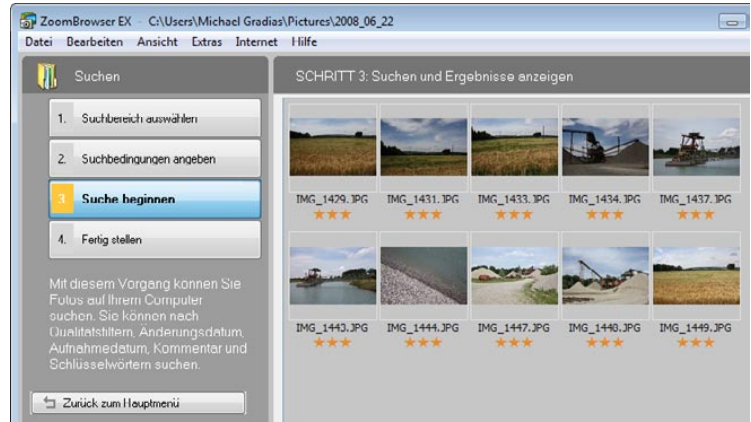 ZoomBrowser EX - C:\Users\Michael Gradias\Pictures\2008_06_22
Datei Bearbeiten Ansicht Extras Internet Hilfe
Suchen
SCHRITT 3: Suchen und Ergebnisse anzeigen
1. Suchbereich auswählen
2. Suchbedingungen angeben
3. Suche beginnen
4. Fertig stellen
Mit diesem Vorgang können Sie
Fotos auf Ihrem Computer
suchen. Sie können nach
Qualitätsfiltern, Änderungsdatum,
Aufnahmedatum, Kommentar und
Schlüsselwörtern suchen.
Zurück zum Hauptmenü
IMG_1429.JPG IMG_1431.JPG IMG_1433.JPG IMG_1434.JPG IMG_1437.JPG
IMG_1443.JPG IMG_1444.JPG IMG_1447.JPG IMG_1448.JPG IMG_1449.JPG